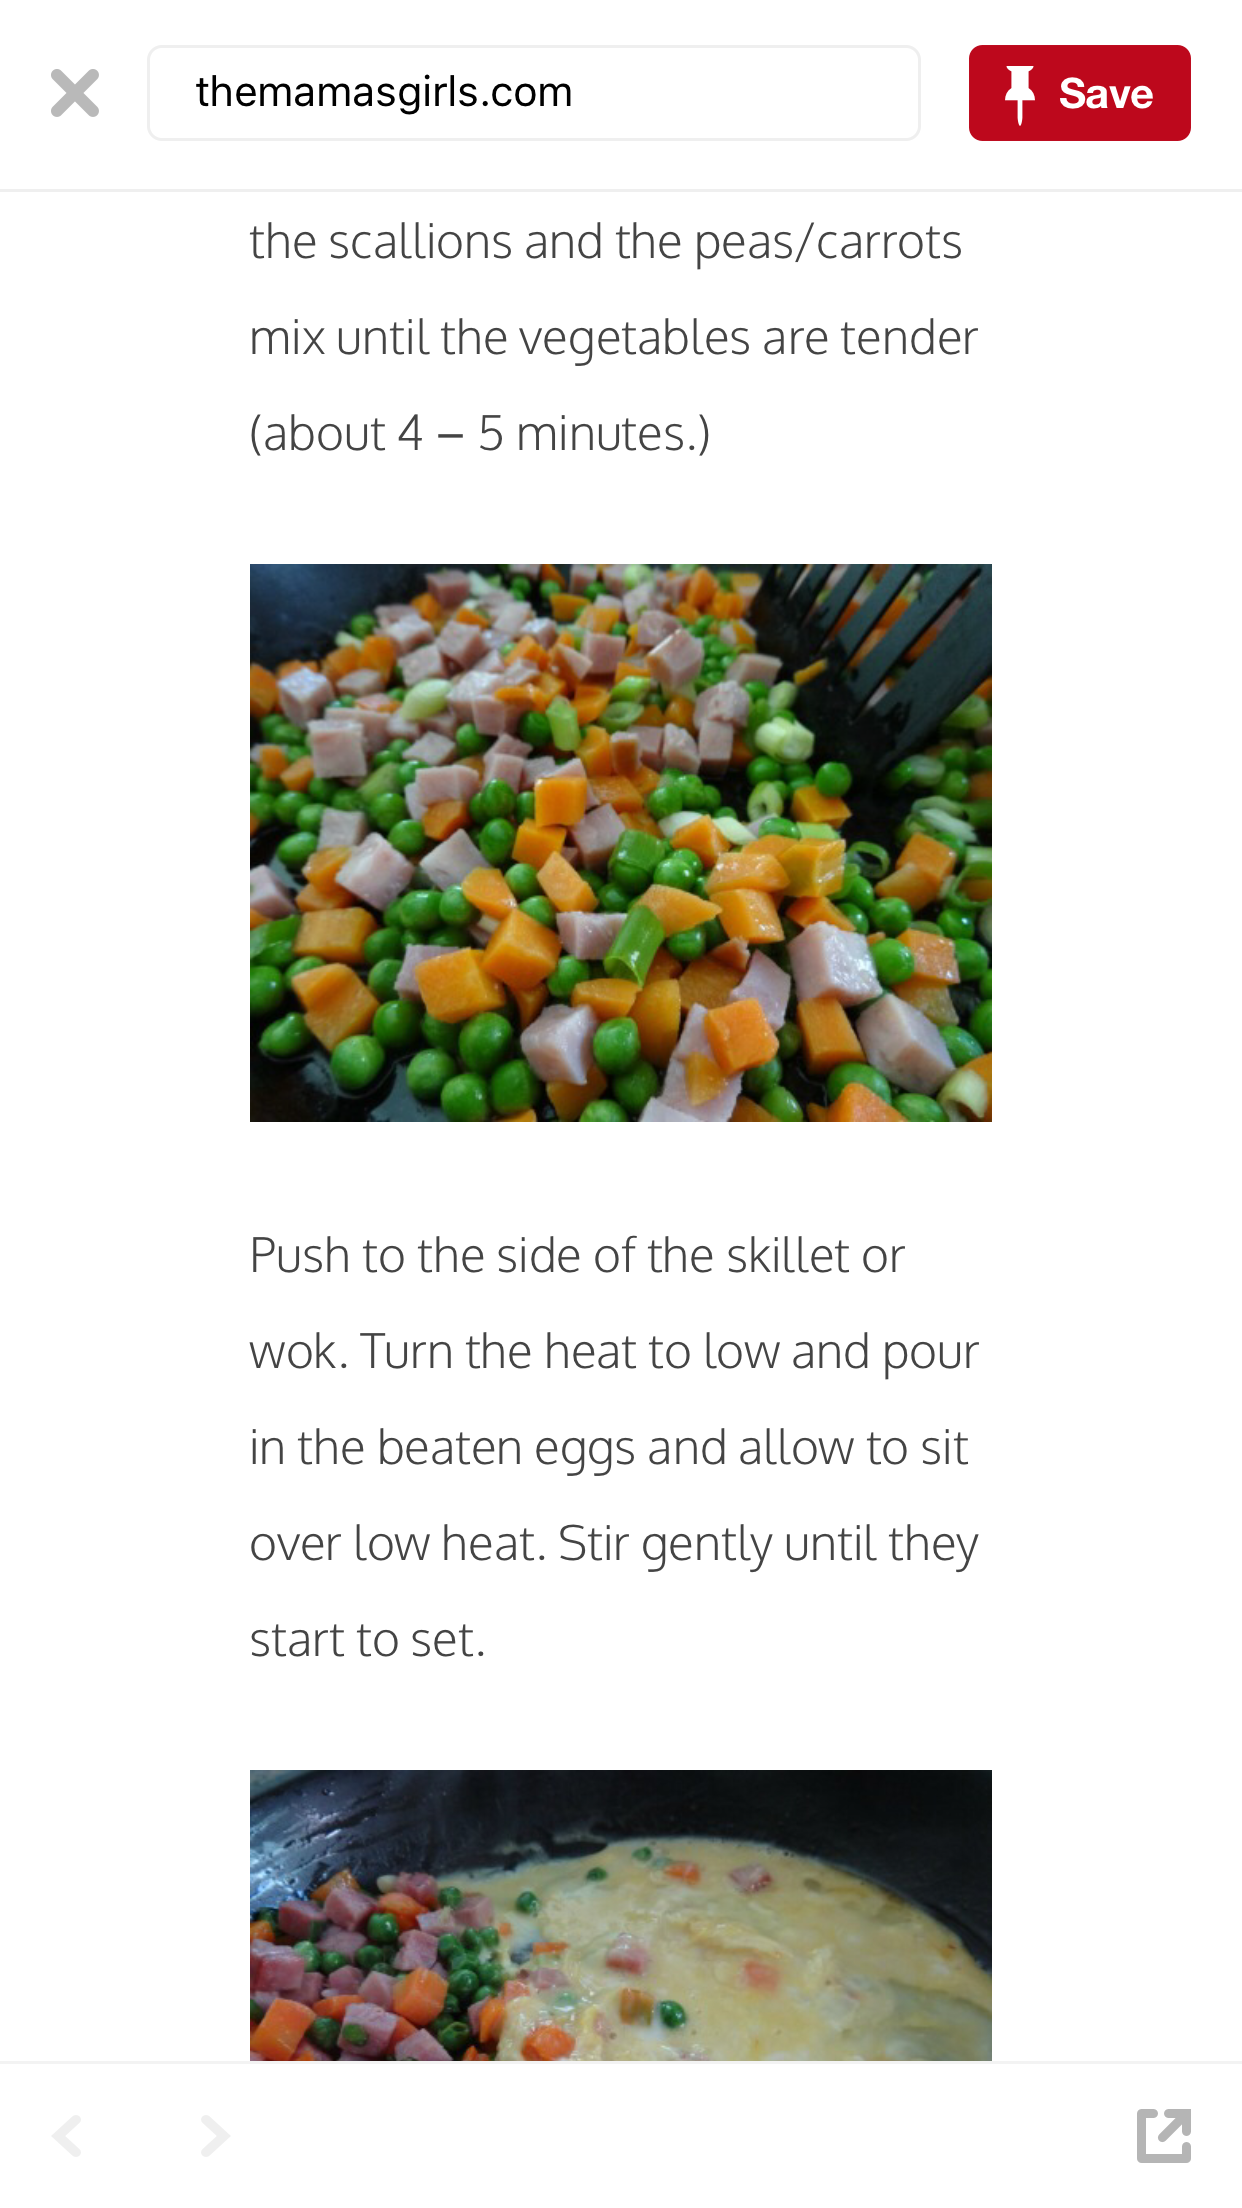 themamasgirls.com
Save
the scallions and the peas/carrots
mix until the vegetables are tender
(about 4 – 5 minutes.)
Push to the side of the skillet or
wok. Turn the heat to low and pour
in the beaten eggs and allow to sit
over low heat. Stir gently until they
start to set.